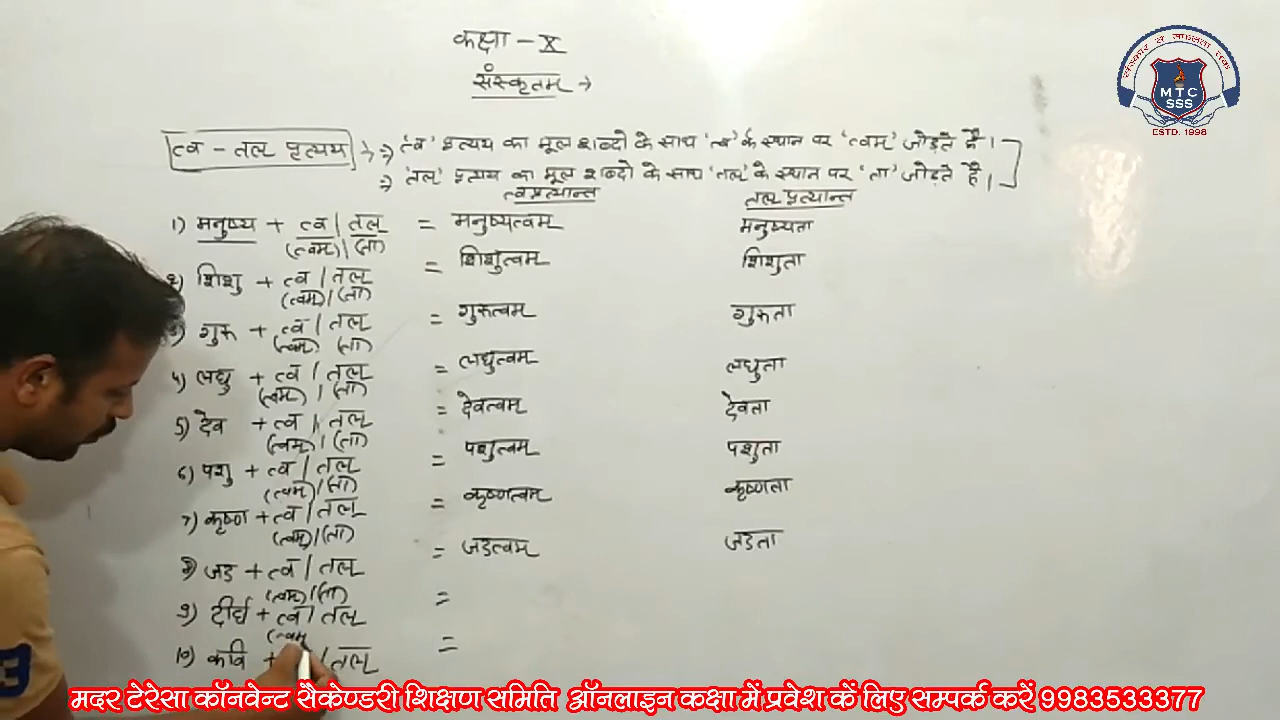 कक्षा - X
संस्कृतम् →
संस्कार से सफलता तक
MTC
SSS
ESTD. 1998
त्व - तल् प्रत्यय → ⇒ 'त्व' प्रत्यय का मूल शब्दो के साथ 'त्व' के स्थान पर 'त्वम्' जोड़ते हैं।
⇒ 'तल्' प्रत्यय का मूल शब्दो के साथ 'तल्' के स्थान पर 'ता' जोड़ते है।
त्व प्रत्यान्त तल् प्रत्यान्त
1) मनुष्य + त्व / तल् = मनुष्यत्वम् मनुष्यता
(त्वम्) / (ता)
2) शिशु + त्व / तल् = शिशुत्वम् शिशुता
(त्वम्) / (ता)
3) गुरू + त्व / तल् = गुरूत्वम् गुरूता
(त्वम्) / (ता)
4) लघु + त्व / तल् = लघुत्वम् लघुता
(त्वम्) / (ता)
5) देव + त्व / तल् = देवत्वम् देवता
(त्वम्) / (ता)
6) पशु + त्व / तल् = पशुत्वम् पशुता
(त्वम्) / (ता)
7) कृष्ण + त्व / तल् = कृष्णत्वम् कृष्णता
(त्वम्) / (ता)
8) जड + त्व / तल् = जडत्वम् जडता
(त्वम्) / (ता)
9) दीर्घ + त्व / तल् =
(त्वम्
10) कवि + / तल् =
3
मदर टेरेसा कॉनवेन्ट सैकेण्डरी शिक्षण समिति ऑनलाइन कक्षा में प्रवेश कें लिए सम्पर्क करें 9983533377